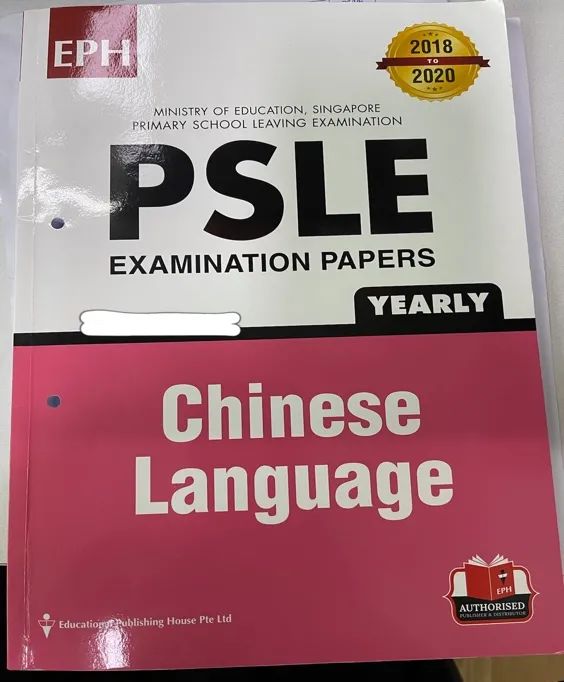 EPH
2018
TO
2020
MINISTRY OF EDUCATION, SINGAPORE
PRIMARY SCHOOL LEAVING EXAMINATION
PSLE
EXAMINATION PAPERS
YEARLY
Chinese
Language
EPH
AUTHORISED
PUBLISHER & DISTRIBUTOR
Educational Publishing House Pte Ltd